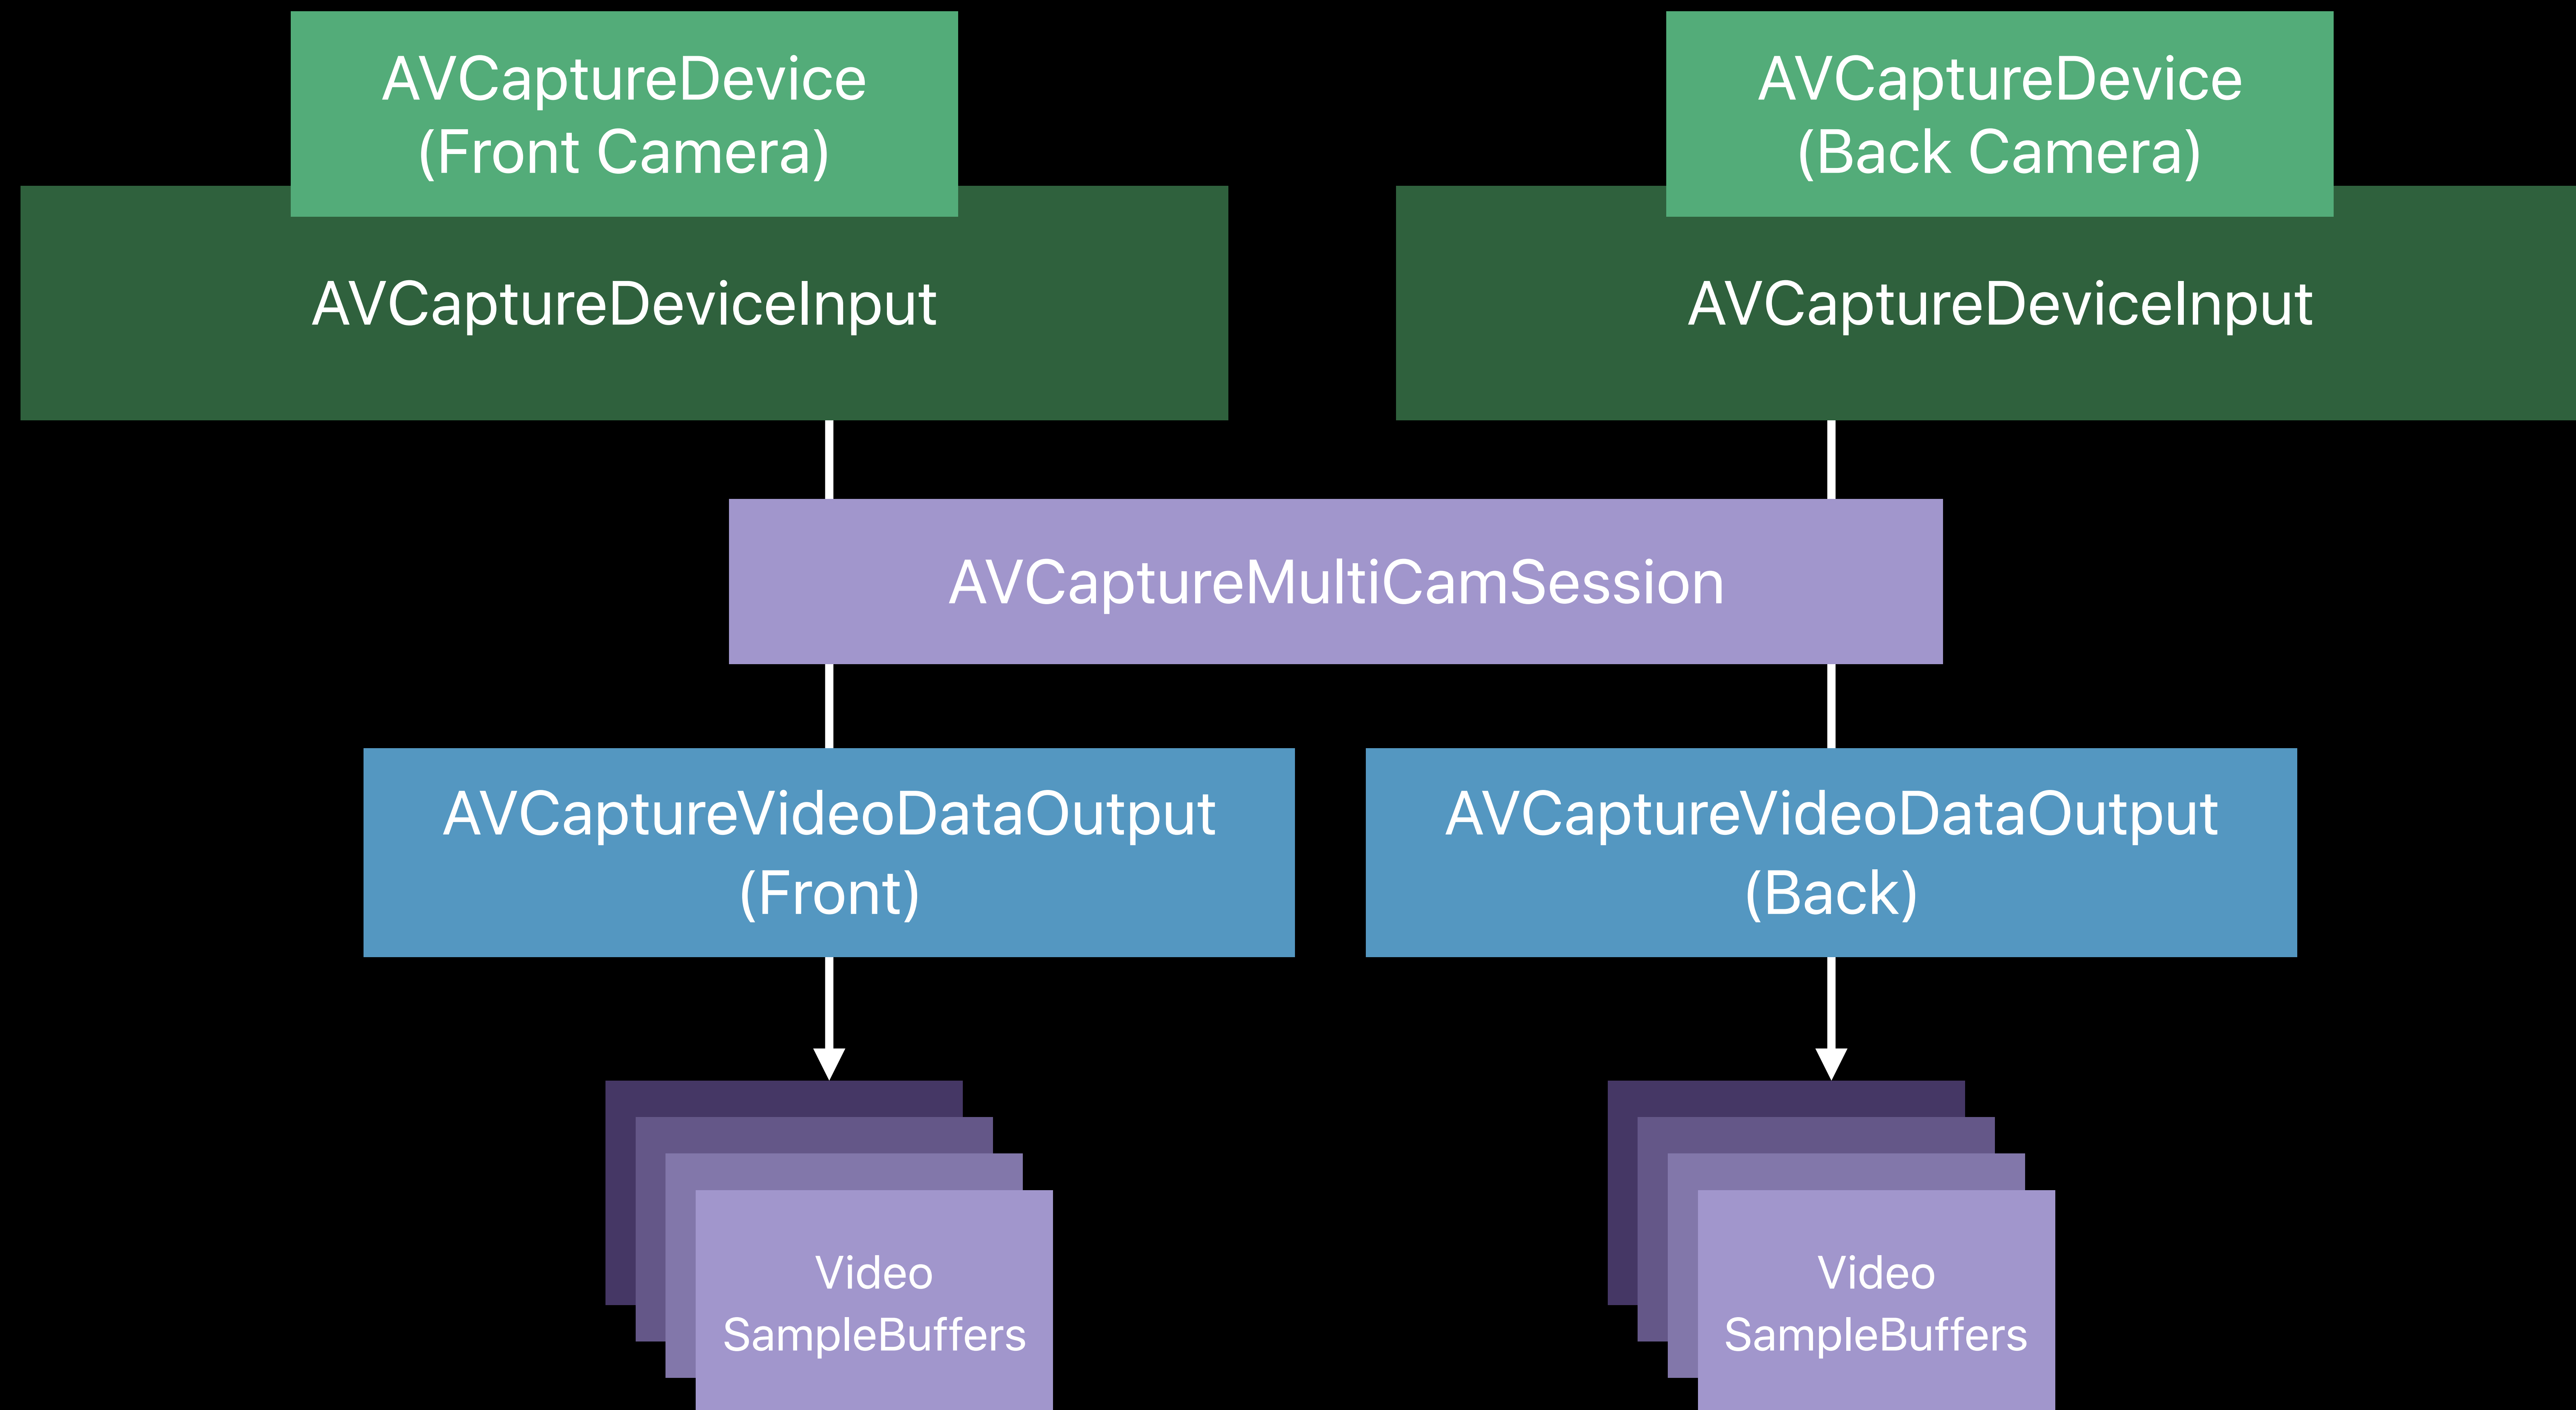 AVCaptureDevice
(Front Camera)
AVCaptureDevice
(Back Camera)
AVCaptureDeviceInput
AVCaptureDeviceInput
AVCaptureMultiCamSession
AVCaptureVideoDataOutput
(Front)
AVCaptureVideoDataOutput
(Back)
Video
SampleBuffers
Video
SampleBuffers